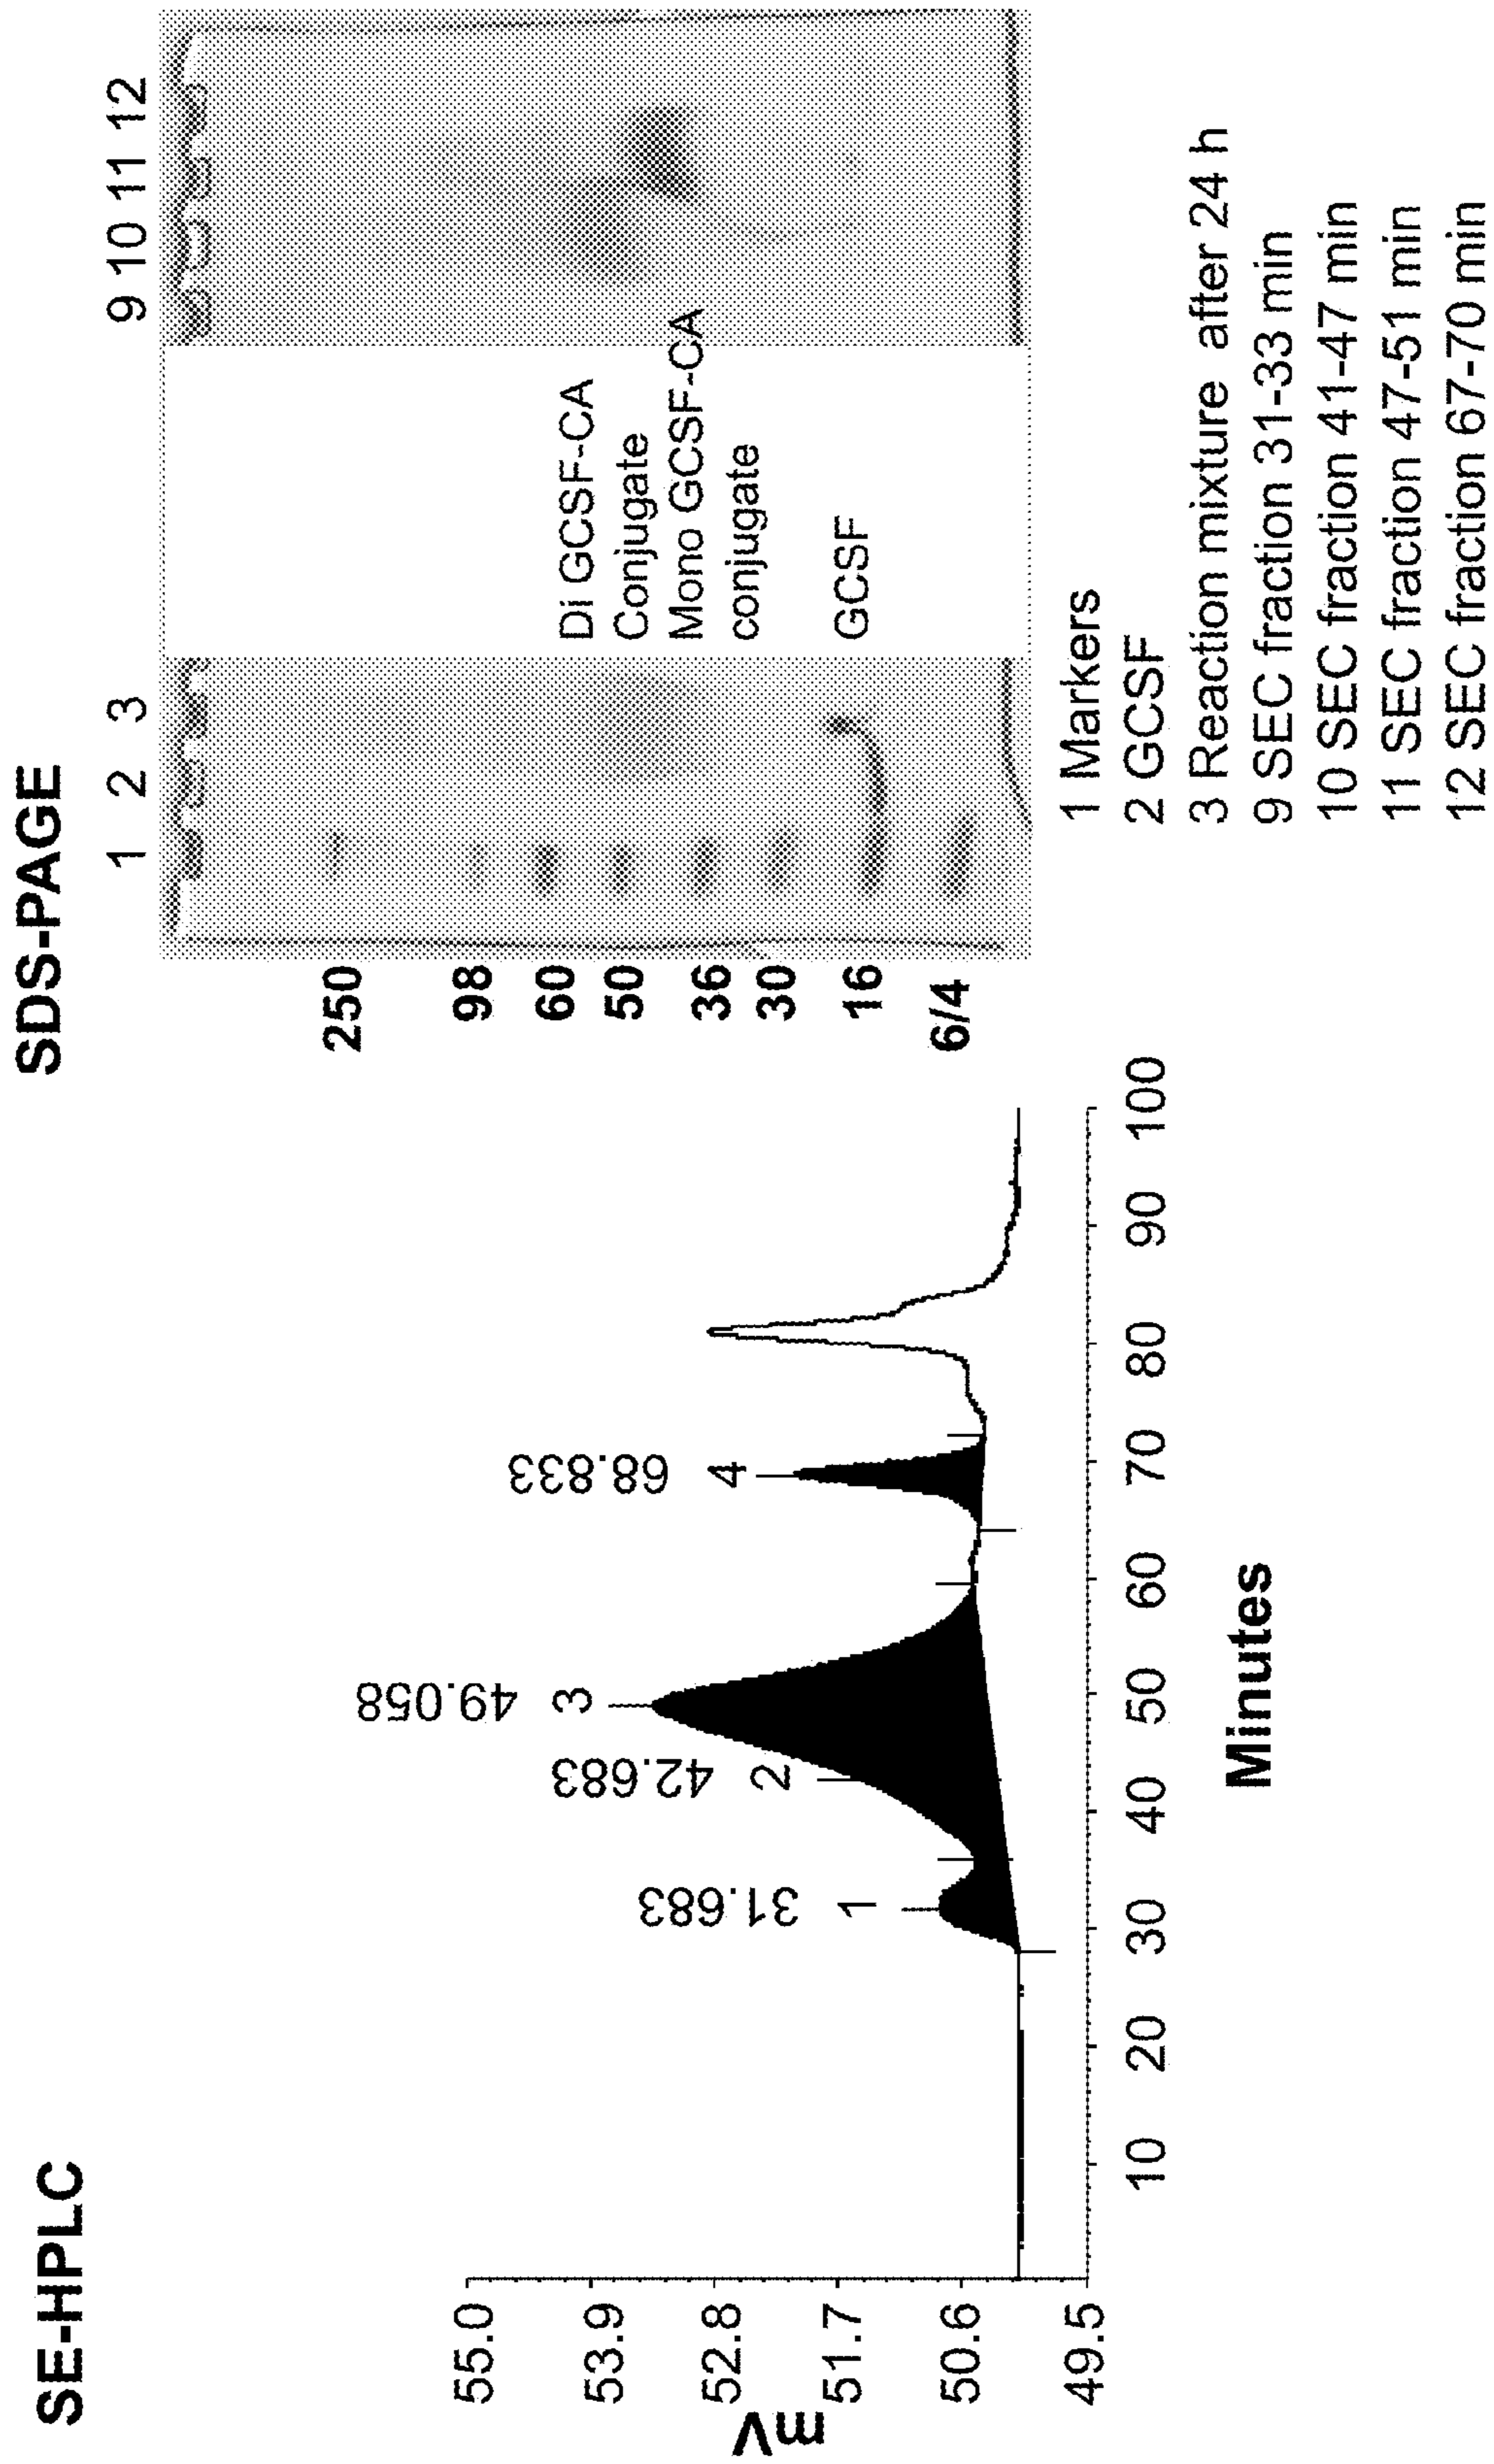 SE-HPLC
mV
55.0
53.9
52.8
51.7
50.6
49.5
31.683
1
42.683
2
49.058
3
68.833
4
10 20 30 40 50 60 70 80 90 100
Minutes
SDS-PAGE
1 2 3 9 10 11 12
250
98
60
50
36
30
16
6/4
Di GCSF-CA
Conjugate
Mono GCSF-CA
conjugate
GCSF
1 Markers
2 GCSF
3 Reaction mixture after 24 h
9 SEC fraction 31-33 min
10 SEC fraction 41-47 min
11 SEC fraction 47-51 min
12 SEC fraction 67-70 min